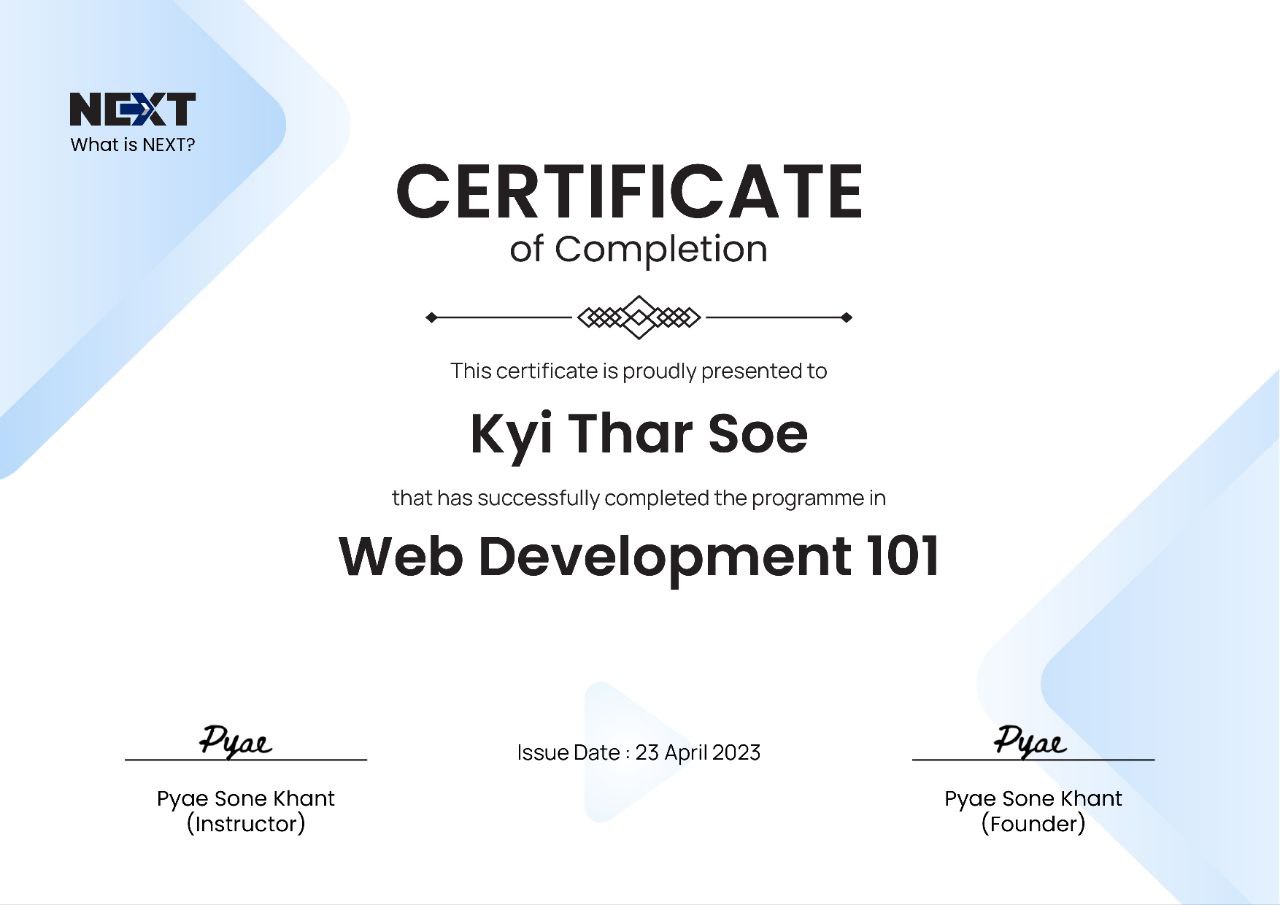 NEXT
What is NEXT?
CERTIFICATE
of Completion
This certificate is proudly presented to
Kyi Thar Soe
that has successfully completed the programme in
Web Development 101
Pyae
Issue Date : 23 April 2023
Pyae
Pyae Sone Khant
(Instructor)
Pyae Sone Khant
(Founder)